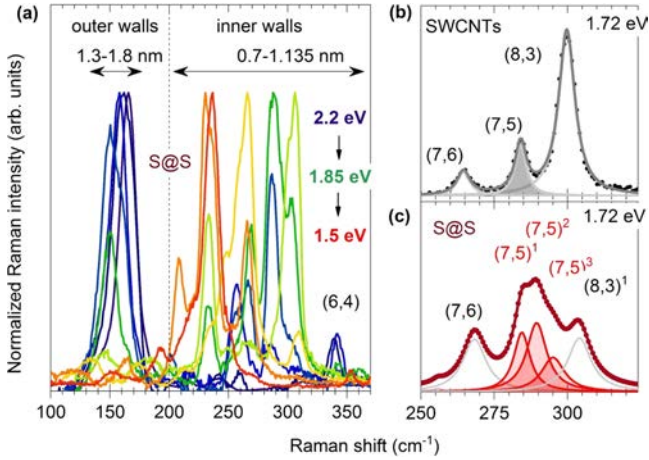 (a)
outer walls
inner walls
1.3-1.8 nm
0.7-1.135 nm
S@S
2.2 eV
1.85 eV
1.5 eV
(6,4)
Normalized Raman intensity (arb. units)
100 150 200 250 300 350
(b)
SWCNTs
1.72 eV
(8,3)
(7,5)
(7,6)
(c)
S@S
1.72 eV
(7,5)²
(7,5)¹
(7,5)³
(8,3)¹
(7,6)
250 275 300
Raman shift (cm⁻¹)